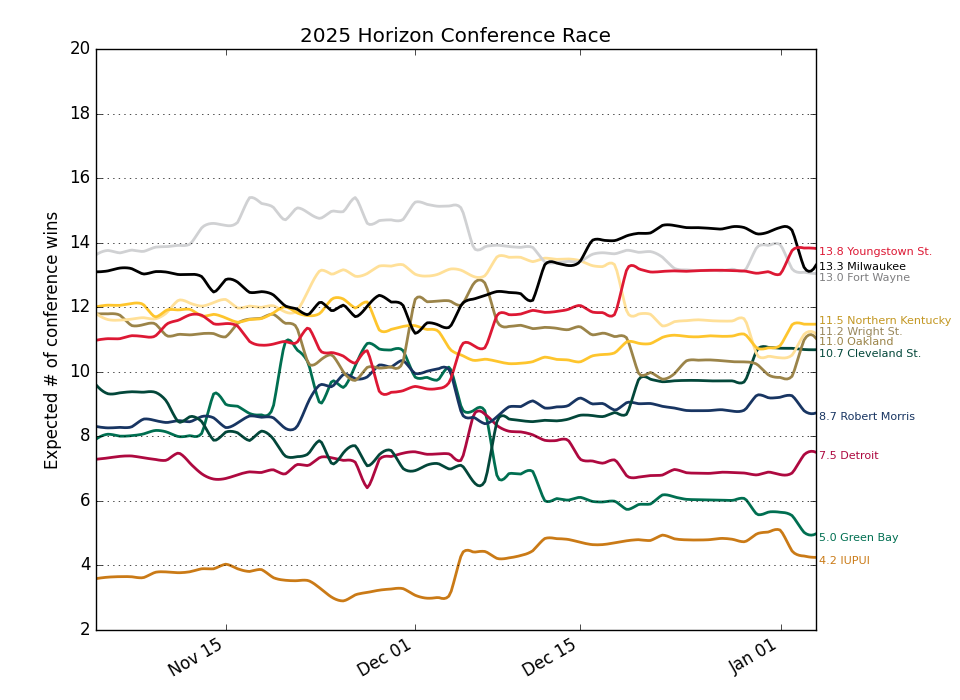 2025 Horizon Conference Race
Expected # of conference wins
20
18
16
14
12
10
8
6
4
2
Nov 15
Dec 01
Dec 15
Jan 01
13.8 Youngstown St.
13.3 Milwaukee
13.0 Fort Wayne
11.5 Northern Kentucky
11.2 Wright St.
11.0 Oakland
10.7 Cleveland St.
8.7 Robert Morris
7.5 Detroit
5.0 Green Bay
4.2 IUPUI